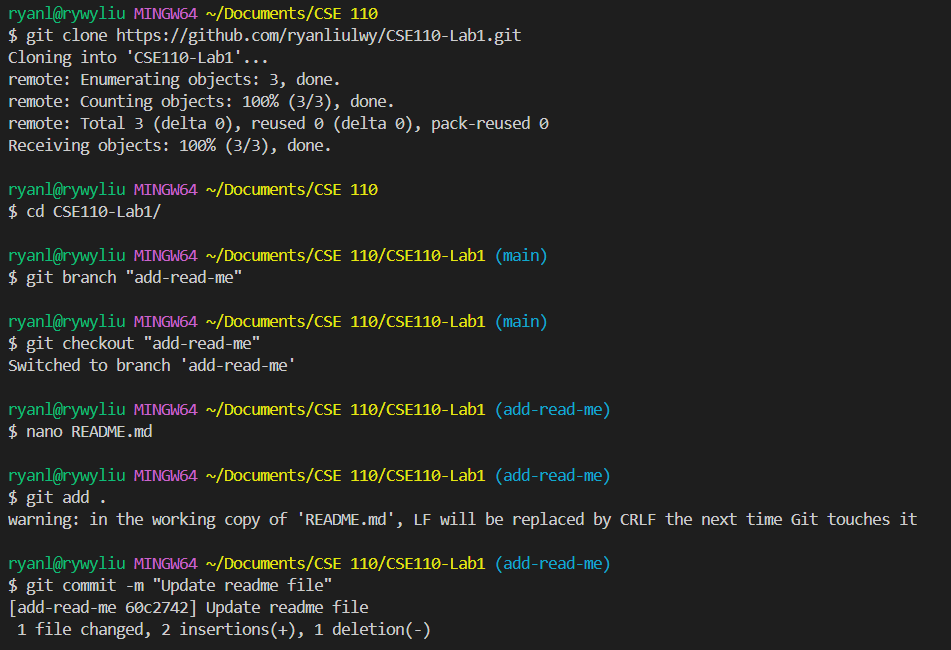 ryanl@rywyliu MINGW64 ~/Documents/CSE 110
$ git clone https://github.com/ryanliulwy/CSE110-Lab1.git
Cloning into 'CSE110-Lab1'...
remote: Enumerating objects: 3, done.
remote: Counting objects: 100% (3/3), done.
remote: Total 3 (delta 0), reused 0 (delta 0), pack-reused 0
Receiving objects: 100% (3/3), done.
ryanl@rywyliu MINGW64 ~/Documents/CSE 110
$ cd CSE110-Lab1/
ryanl@rywyliu MINGW64 ~/Documents/CSE 110/CSE110-Lab1 (main)
$ git branch "add-read-me"
ryanl@rywyliu MINGW64 ~/Documents/CSE 110/CSE110-Lab1 (main)
$ git checkout "add-read-me"
Switched to branch 'add-read-me'
ryanl@rywyliu MINGW64 ~/Documents/CSE 110/CSE110-Lab1 (add-read-me)
$ nano README.md
ryanl@rywyliu MINGW64 ~/Documents/CSE 110/CSE110-Lab1 (add-read-me)
$ git add .
warning: in the working copy of 'README.md', LF will be replaced by CRLF the next time Git touches it
ryanl@rywyliu MINGW64 ~/Documents/CSE 110/CSE110-Lab1 (add-read-me)
$ git commit -m "Update readme file"
[add-read-me 60c2742] Update readme file
1 file changed, 2 insertions(+), 1 deletion(-)